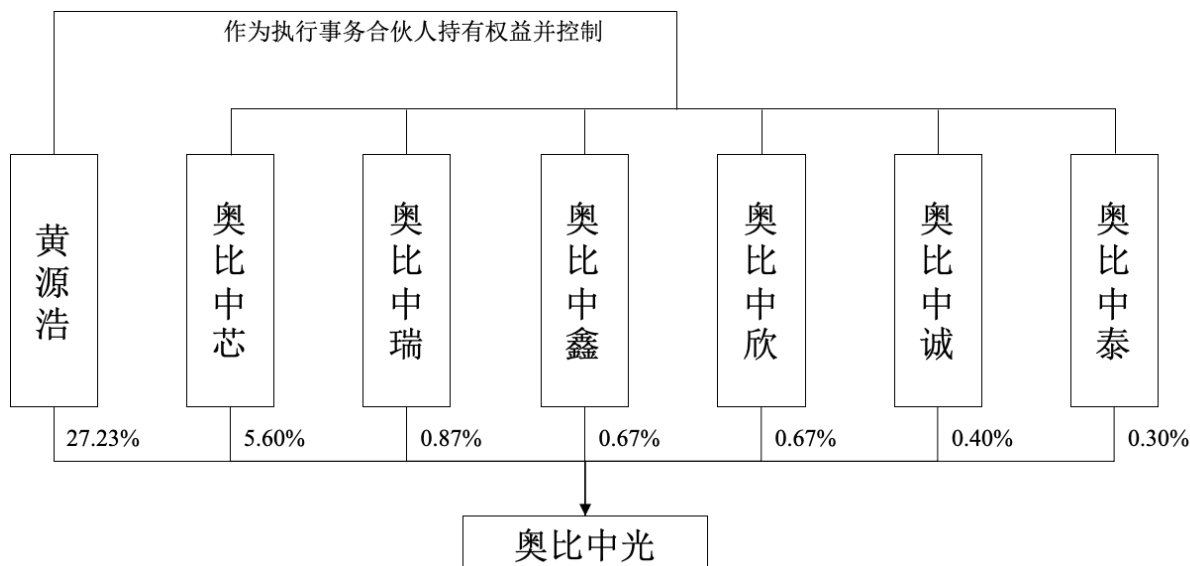 作为执行事务合伙人持有权益并控制
黄源浩
奥比中芯
奥比中瑞
奥比中鑫
奥比中欣
奥比中诚
奥比中泰
27.23%
5.60%
0.87%
0.67%
0.67%
0.40%
0.30%
奥比中光